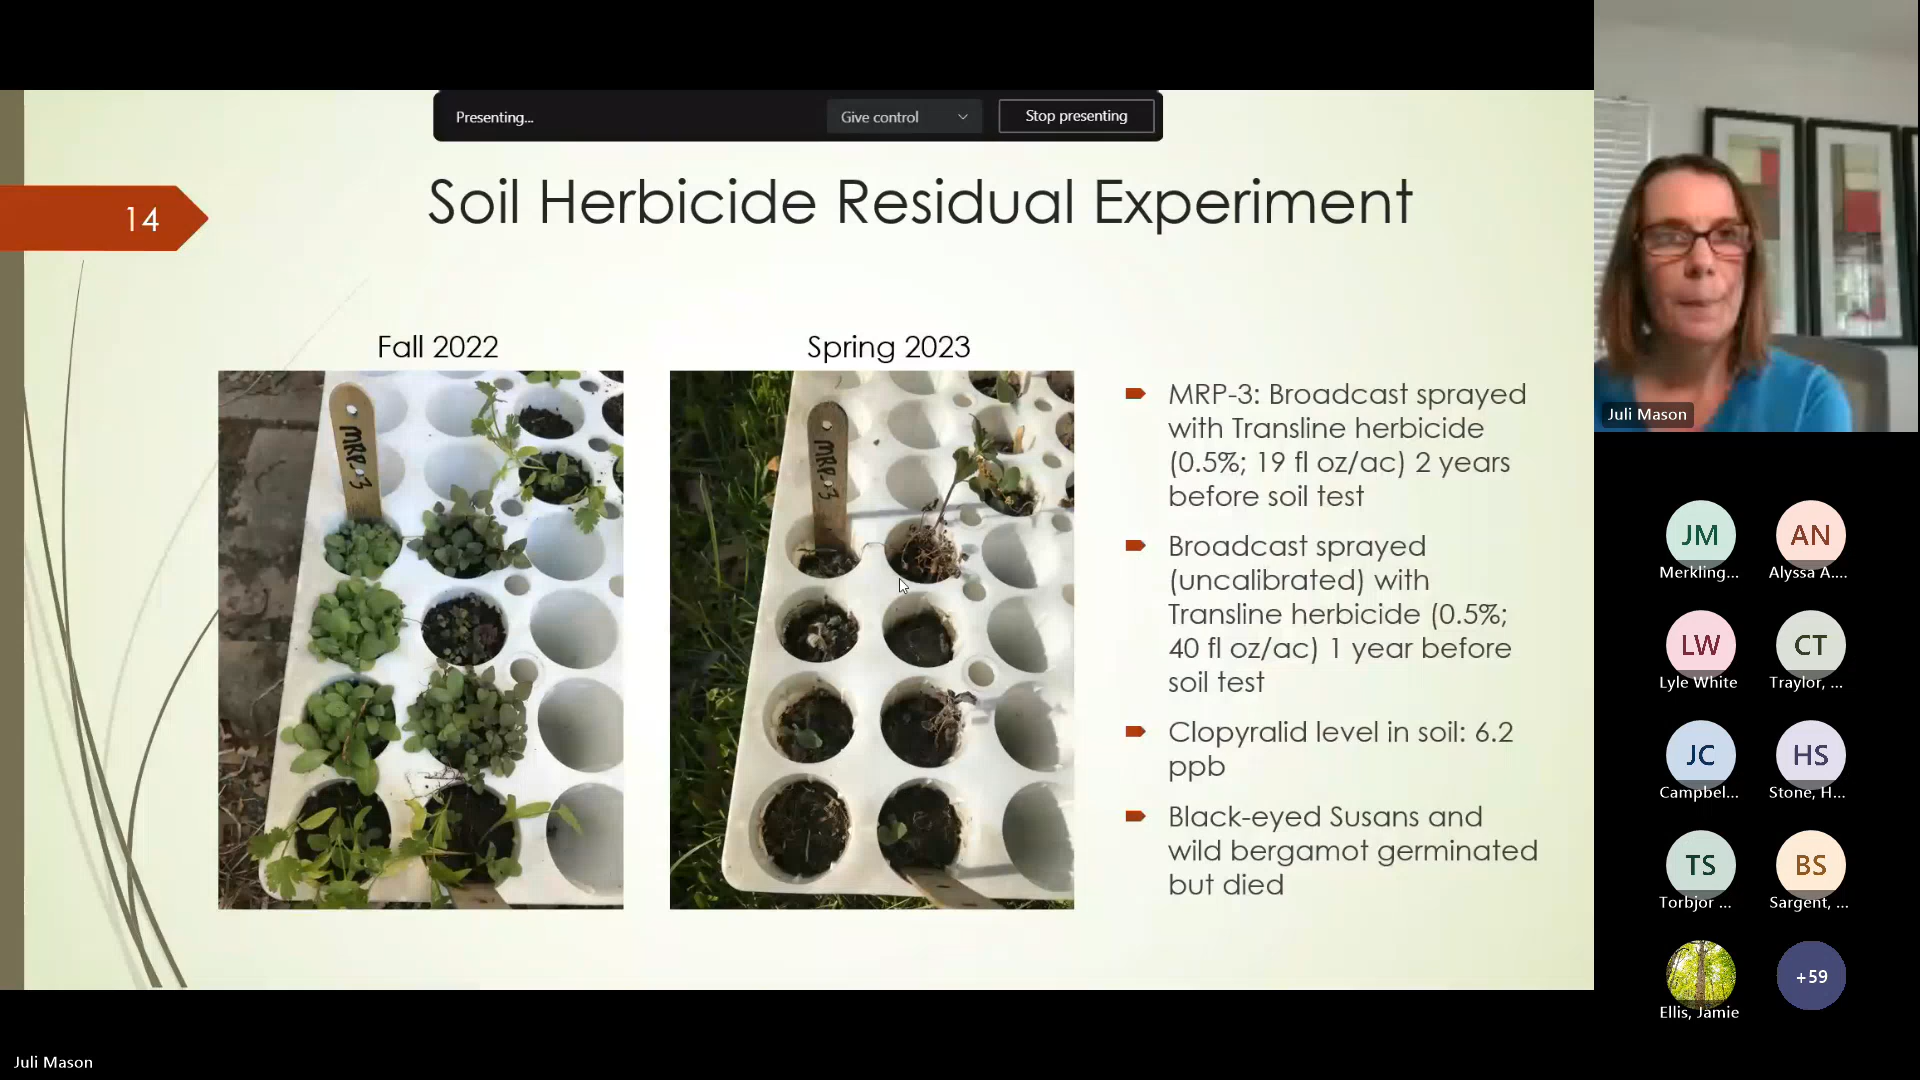 Presenting...
Give control
Stop presenting
14
Soil Herbicide Residual Experiment
Fall 2022
Spring 2023
MRP-3
MRP-3
MRP-3: Broadcast sprayed
with Transline herbicide
(0.5%; 19 fl oz/ac) 2 years
before soil test
Broadcast sprayed
(uncalibrated) with
Transline herbicide (0.5%;
40 fl oz/ac) 1 year before
soil test
Clopyralid level in soil: 6.2
ppb
Black-eyed Susans and
wild bergamot germinated
but died
Juli Mason
JM
AN
Merkling...
Alyssa A....
LW
CT
Lyle White
Traylor, ...
JC
HS
Campbel...
Stone, H...
TS
BS
Torbjor ...
Sargent, ...
+59
Ellis, Jamie
Juli Mason